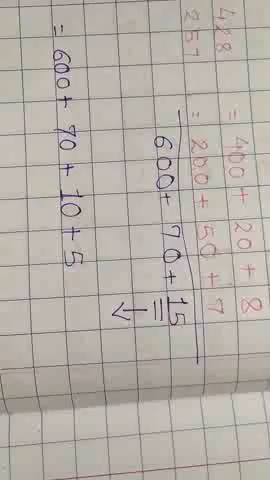 428 = 400 + 20 + 8
257 = 200 + 50 + 7
600 + 70 + 15
↓
= 600 + 70 + 10 + 5